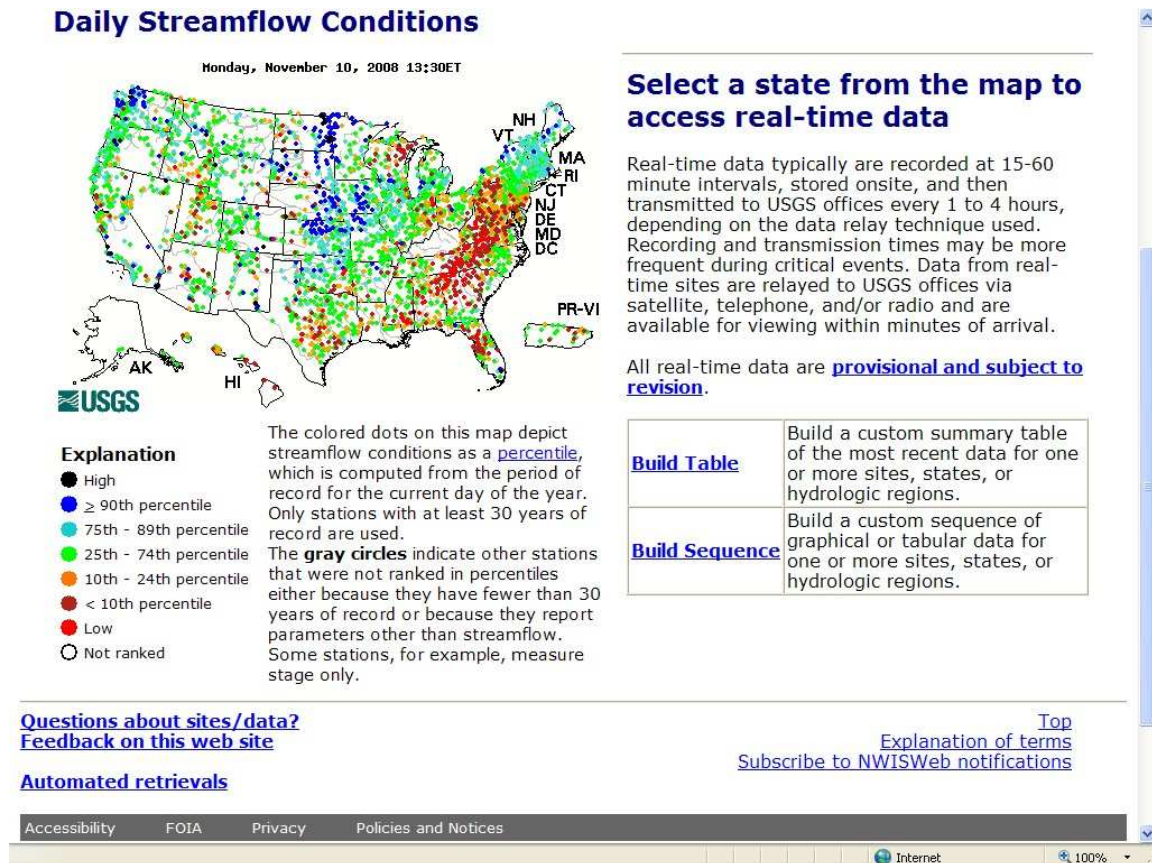 Daily Streamflow Conditions
Monday, November 10, 2008 13:30ET
NH
VT
MA
RI
CT
NJ
DE
MD
DC
PR-VI
AK
HI
USGS
Explanation
High
≥ 90th percentile
75th - 89th percentile
25th - 74th percentile
10th - 24th percentile
< 10th percentile
Low
Not ranked
The colored dots on this map depict
streamflow conditions as a percentile,
which is computed from the period of
record for the current day of the year.
Only stations with at least 30 years of
record are used.
The gray circles indicate other stations
that were not ranked in percentiles
either because they have fewer than 30
years of record or because they report
parameters other than streamflow.
Some stations, for example, measure
stage only.
Select a state from the map to
access real-time data
Real-time data typically are recorded at 15-60
minute intervals, stored onsite, and then
transmitted to USGS offices every 1 to 4 hours,
depending on the data relay technique used.
Recording and transmission times may be more
frequent during critical events. Data from real-
time sites are relayed to USGS offices via
satellite, telephone, and/or radio and are
available for viewing within minutes of arrival.
All real-time data are provisional and subject to
revision.
Build Table
Build a custom summary table
of the most recent data for one
or more sites, states, or
hydrologic regions.
Build Sequence
Build a custom sequence of
graphical or tabular data for
one or more sites, states, or
hydrologic regions.
Questions about sites/data?
Feedback on this web site
Automated retrievals
Top
Explanation of terms
Subscribe to NWISWeb notifications
Accessibility FOIA Privacy Policies and Notices
Internet 100%